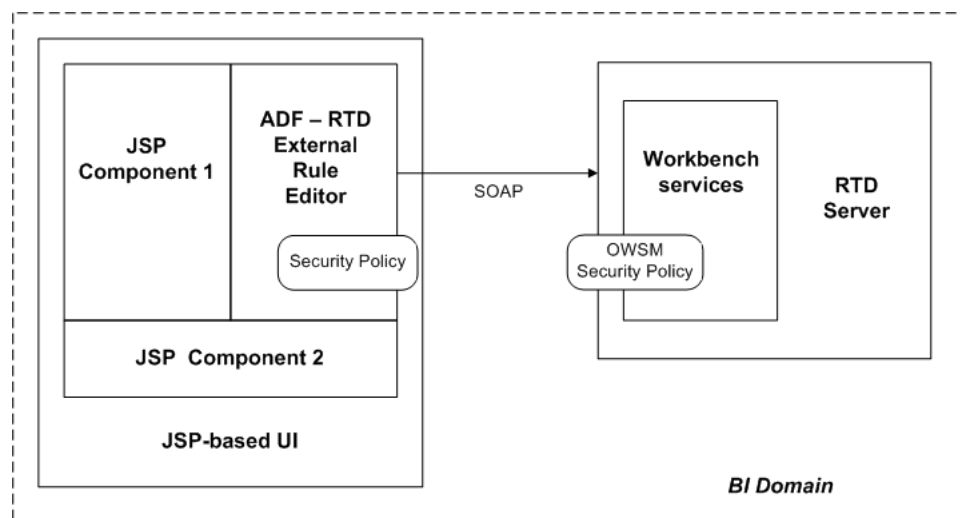 JSP
Component 1
ADF – RTD
External
Rule
Editor
Security Policy
JSP Component 2
JSP-based UI
SOAP
Workbench
services
OWSM
Security Policy
RTD
Server
BI Domain